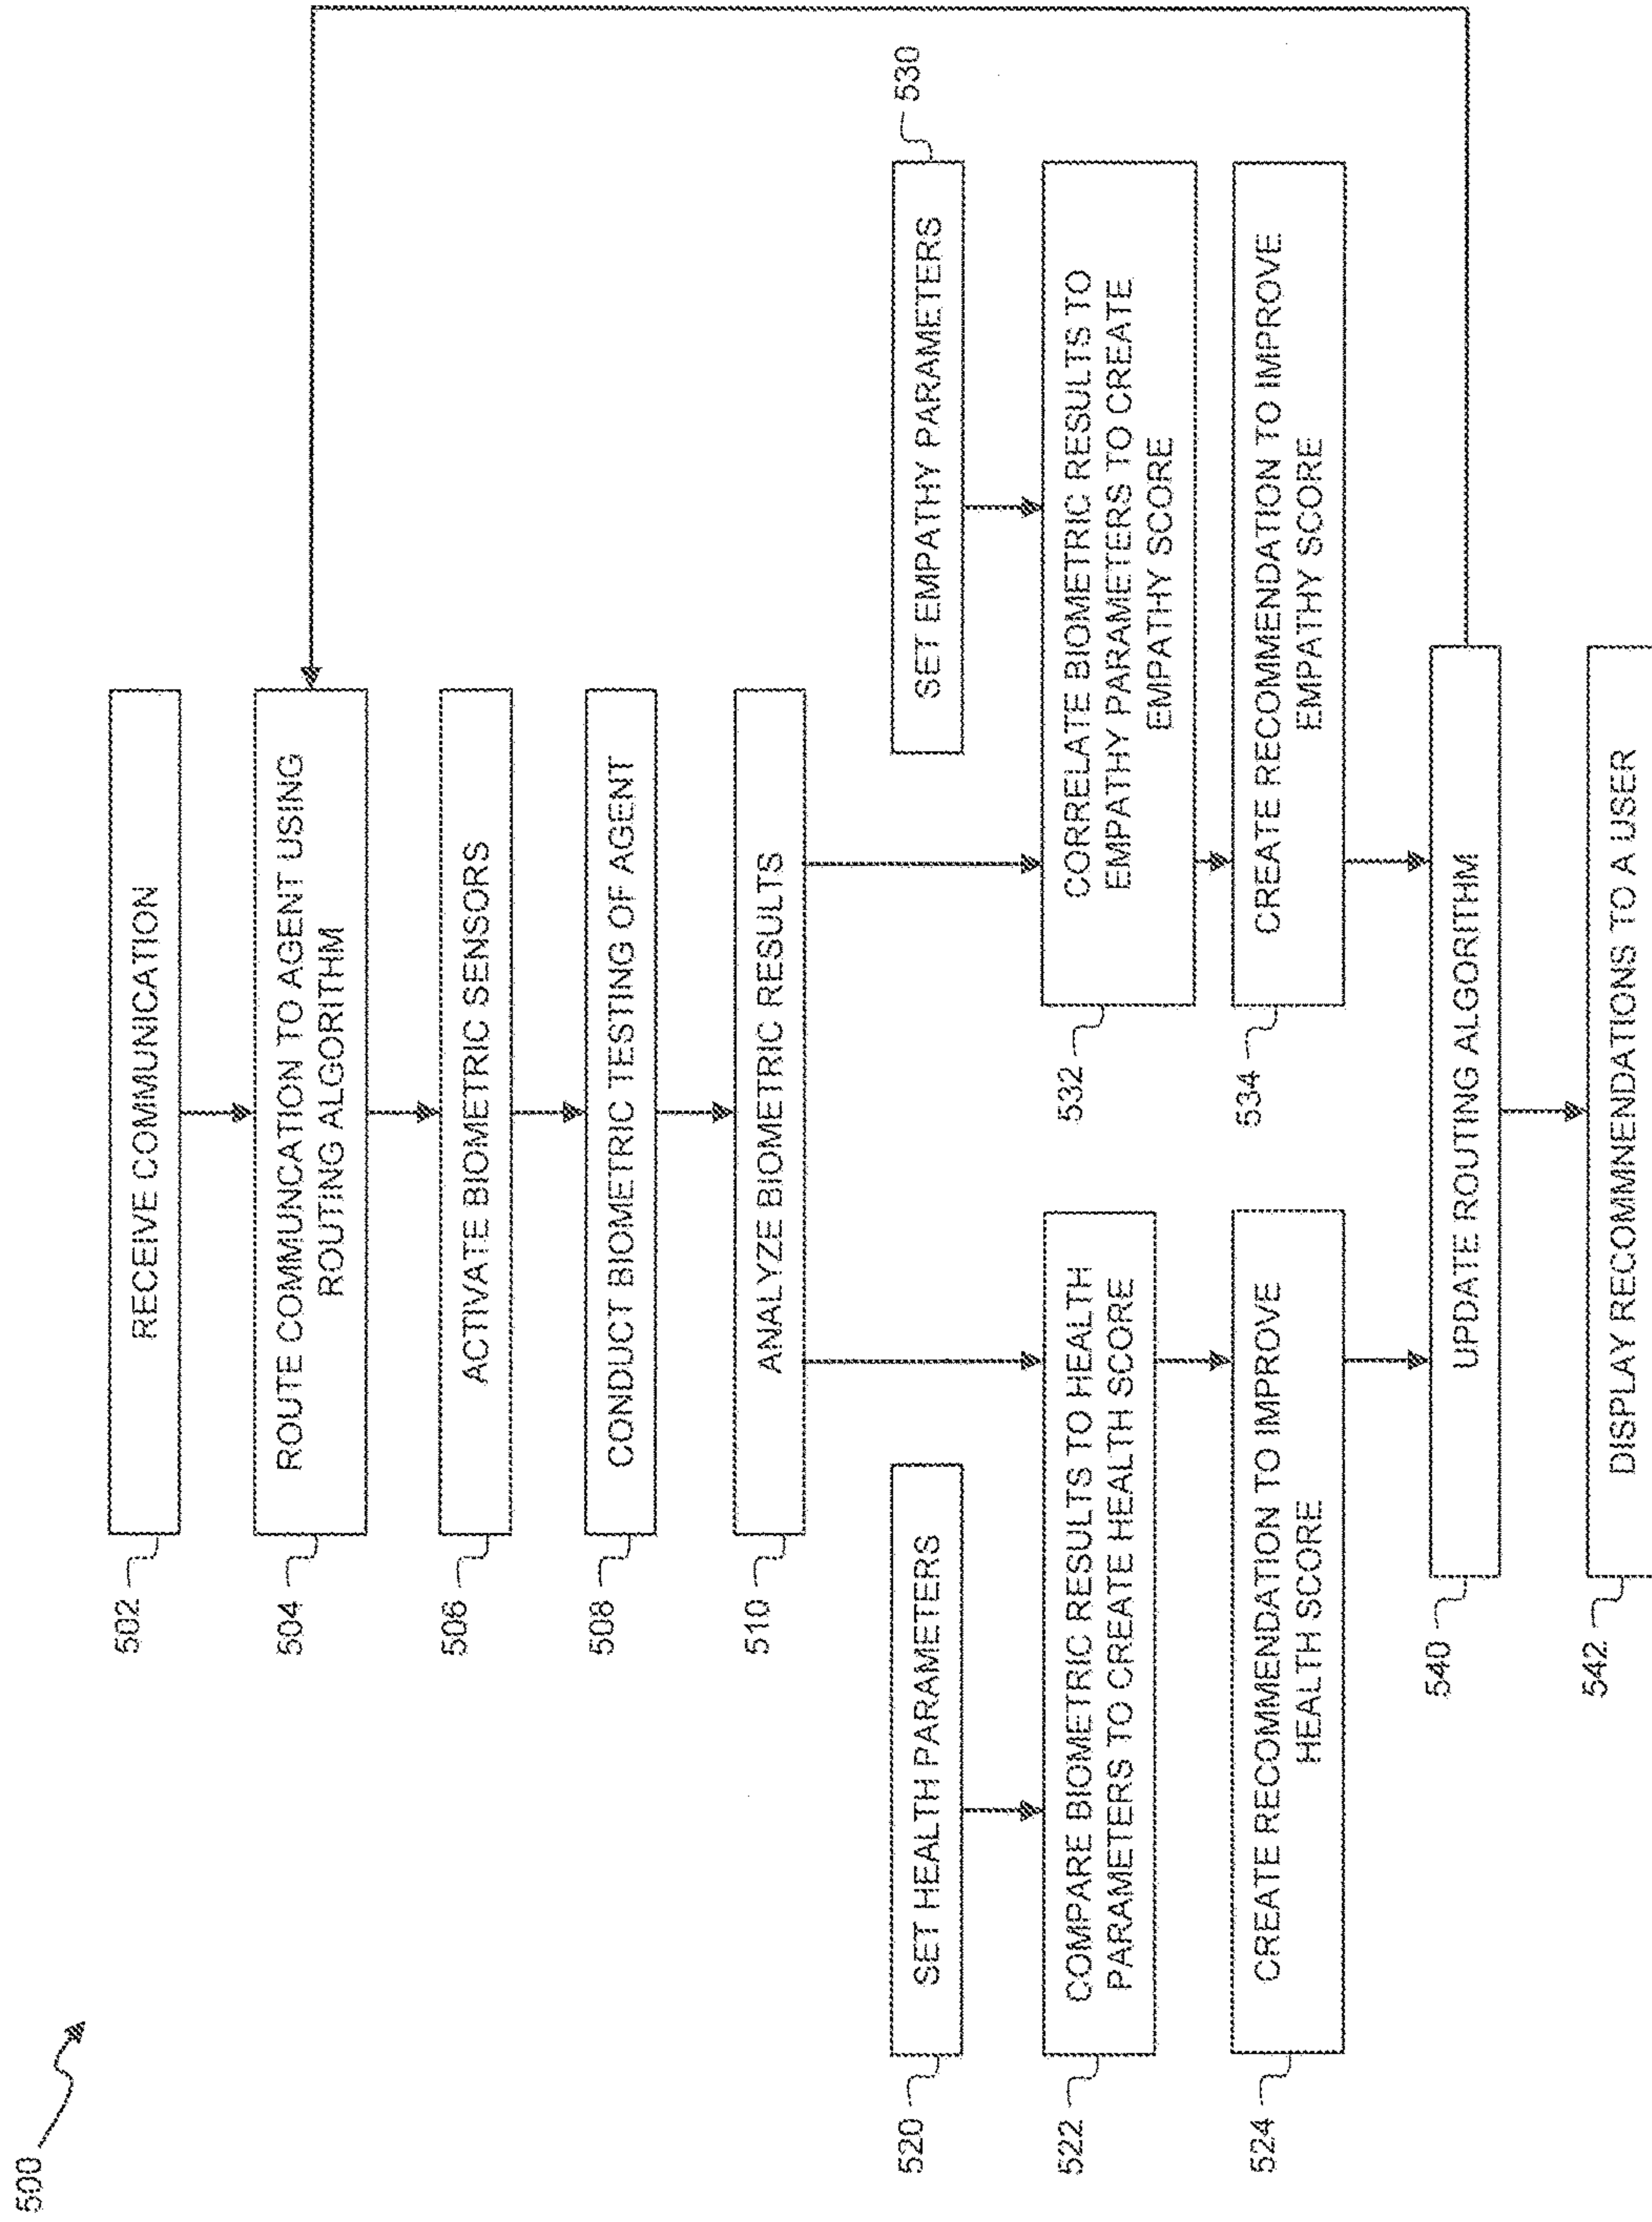 500
502
RECEIVE COMMUNICATION
504
ROUTE COMMUNCATION TO AGENT USING
ROUTING ALGORITHM
506
ACTIVATE BIOMETRIC SENSORS
508
CONDUCT BIOMETRIC TESTING OF AGENT
510
ANALYZE BIOMETRIC RESULTS
520
SET HEALTH PARAMETERS
SET EMPATHY PARAMETERS
530
522
COMPARE BIOMETRIC RESULTS TO HEALTH
PARAMETERS TO CREATE HEALTH SCORE
532
CORRELATE BIOMETRIC RESULTS TO
EMPATHY PARAMETERS TO CREATE
EMPATHY SCORE
524
CREATE RECOMMENDATION TO IMPROVE
HEALTH SCORE
534
CREATE RECOMMENDATION TO IMPROVE
EMPATHY SCORE
540
UPDATE ROUTING ALGORITHM
542
DISPLAY RECOMMNENDATIONS TO A USER